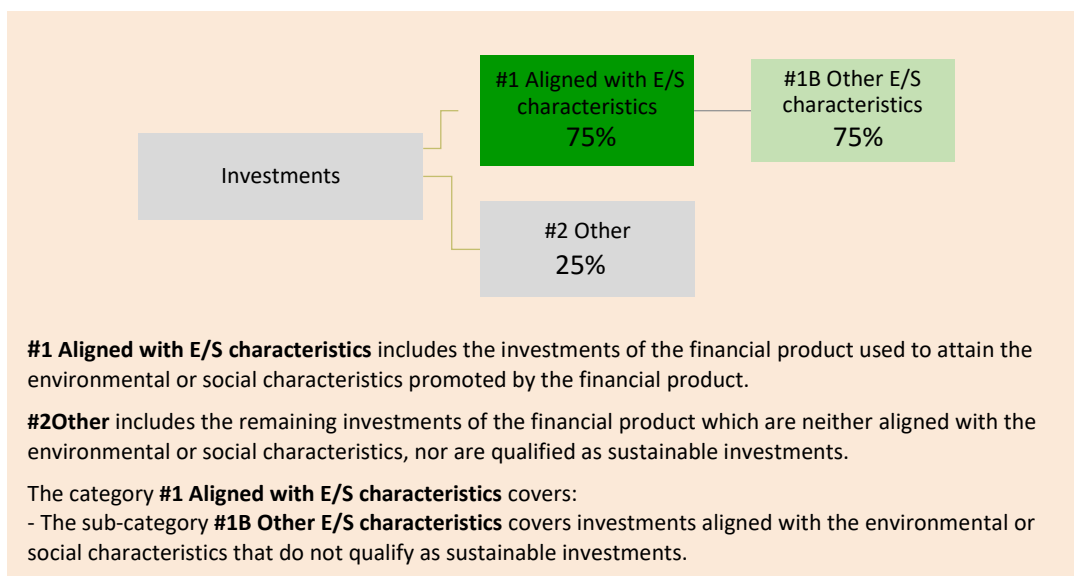 #1 Aligned with E/S
characteristics
75%
#1B Other E/S
characteristics
75%
Investments
#2 Other
25%
#1 Aligned with E/S characteristics includes the investments of the financial product used to attain the
environmental or social characteristics promoted by the financial product.
#2Other includes the remaining investments of the financial product which are neither aligned with the
environmental or social characteristics, nor are qualified as sustainable investments.
The category #1 Aligned with E/S characteristics covers:
- The sub-category #1B Other E/S characteristics covers investments aligned with the environmental or
social characteristics that do not qualify as sustainable investments.